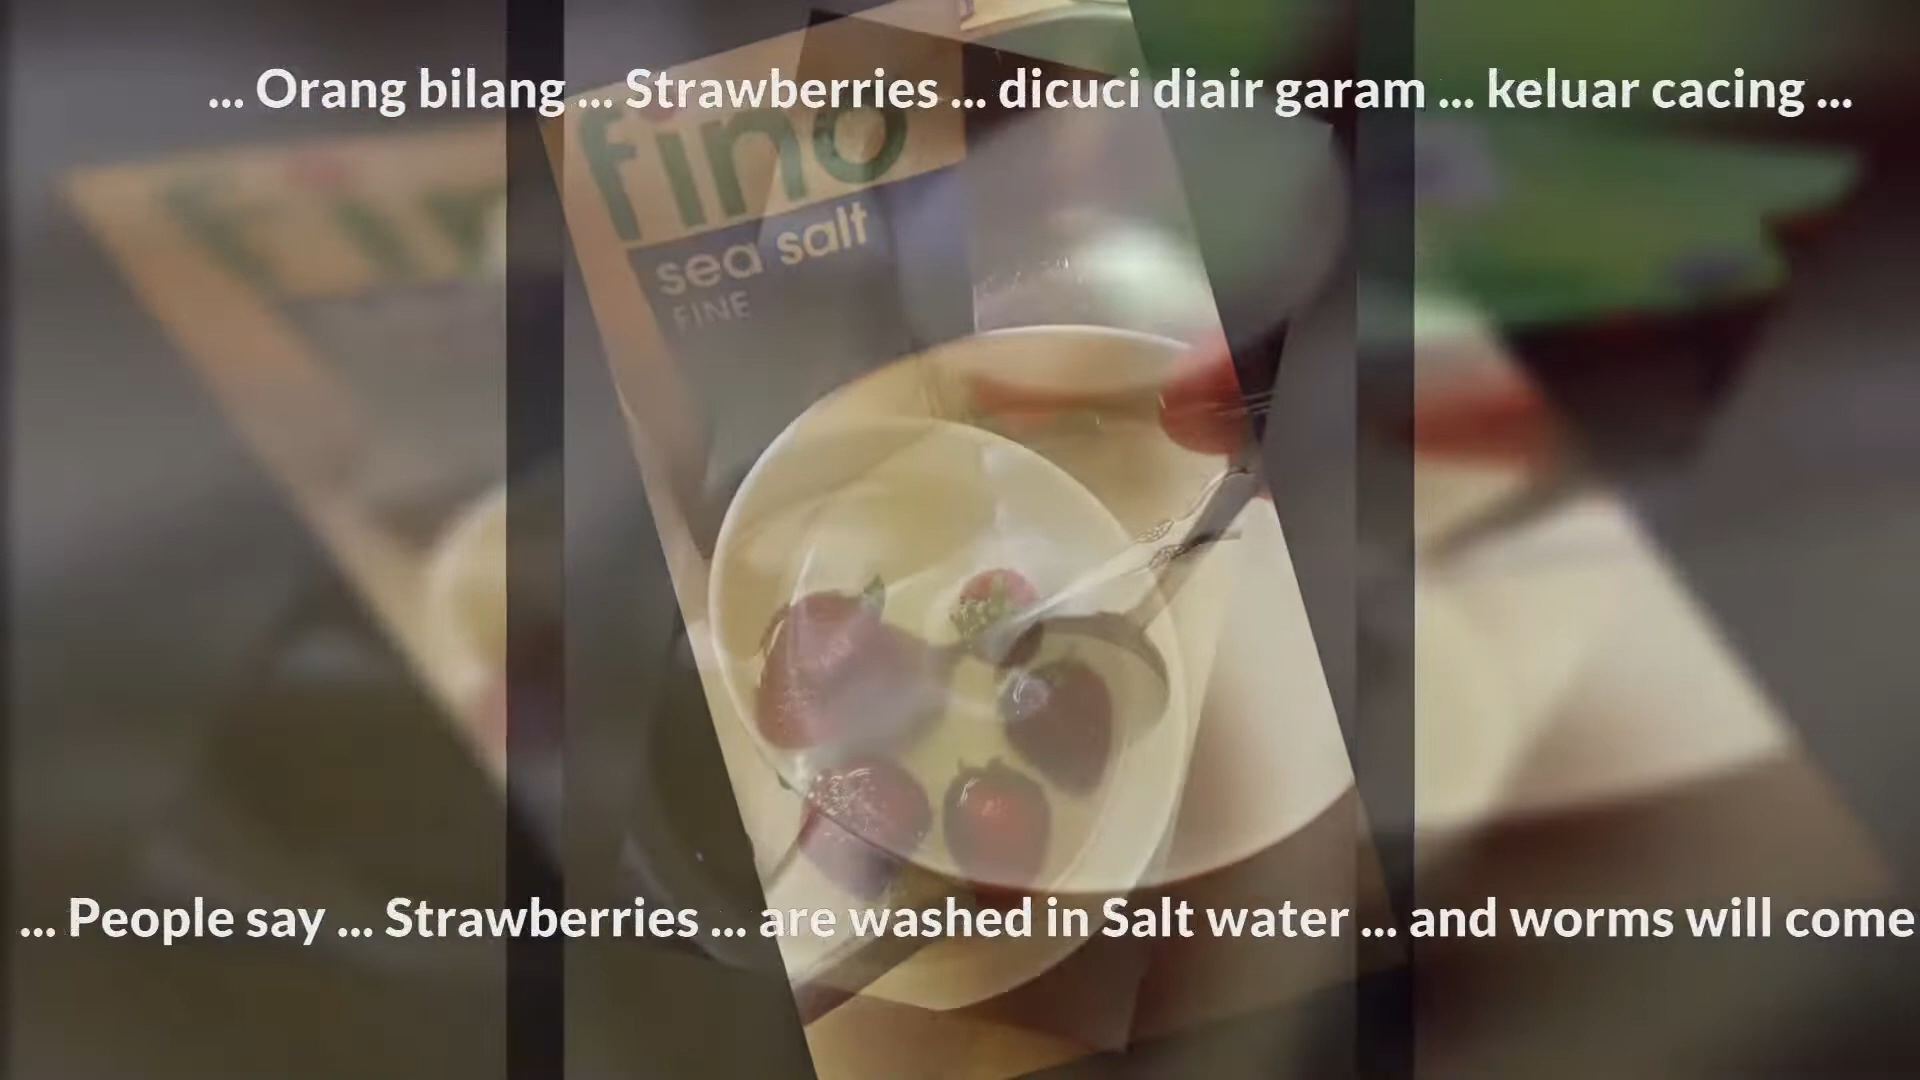 ... Orang bilang ... Strawberries ... dicuci diair garam ... keluar cacing ...
fino
sea salt
FINE
... People say ... Strawberries ... are washed in Salt water ... and worms will come